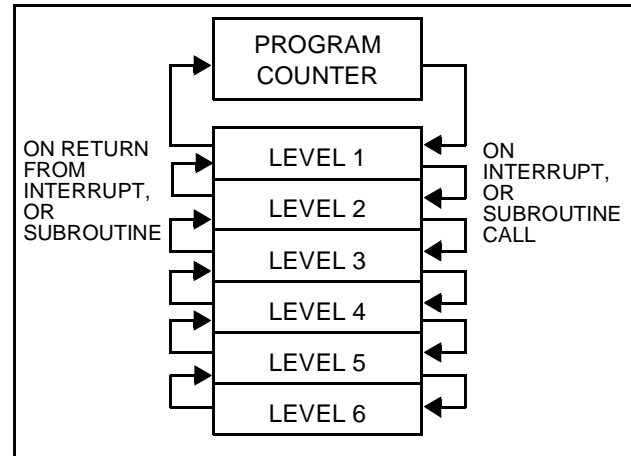 PROGRAM
COUNTER
ON RETURN
FROM
INTERRUPT,
OR
SUBROUTINE
LEVEL 1
LEVEL 2
LEVEL 3
LEVEL 4
LEVEL 5
LEVEL 6
ON
INTERRUPT,
OR
SUBROUTINE
CALL